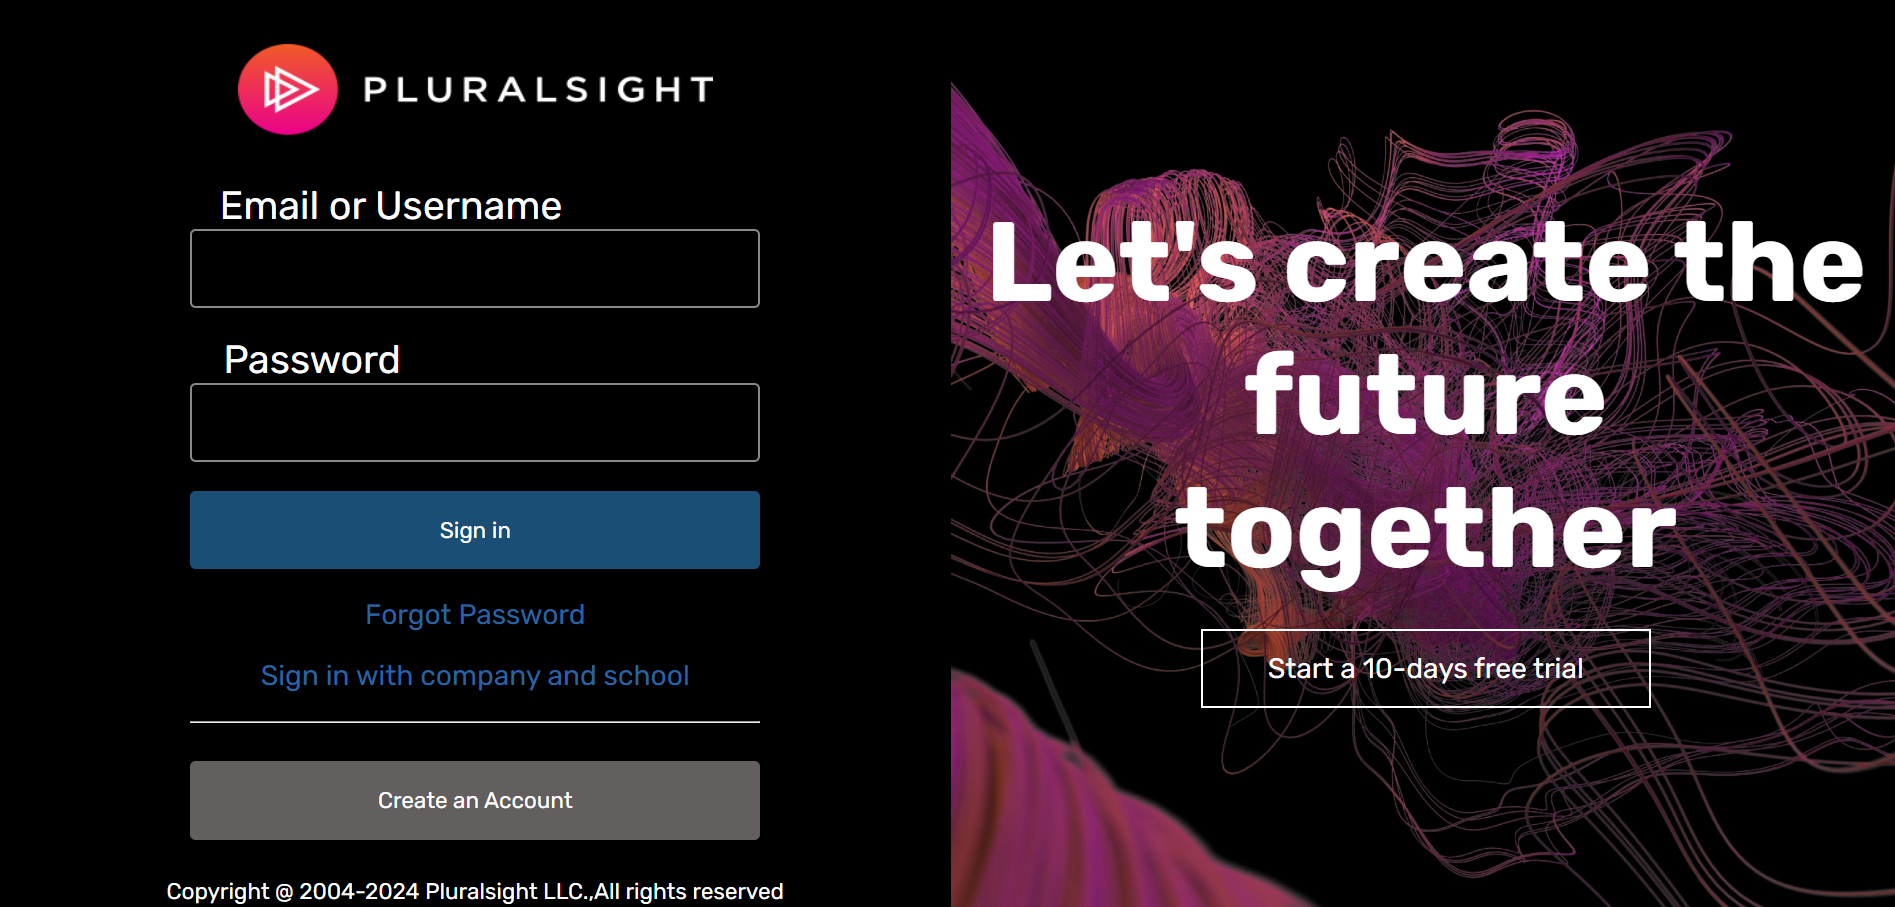 PLURALSIGHT
Email or Username
Password
Sign in
Forgot Password
Sign in with company and school
Create an Account
Copyright @ 2004-2024 Pluralsight LLC.,All rights reserved
Let's create the
future
together
Start a 10-days free trial